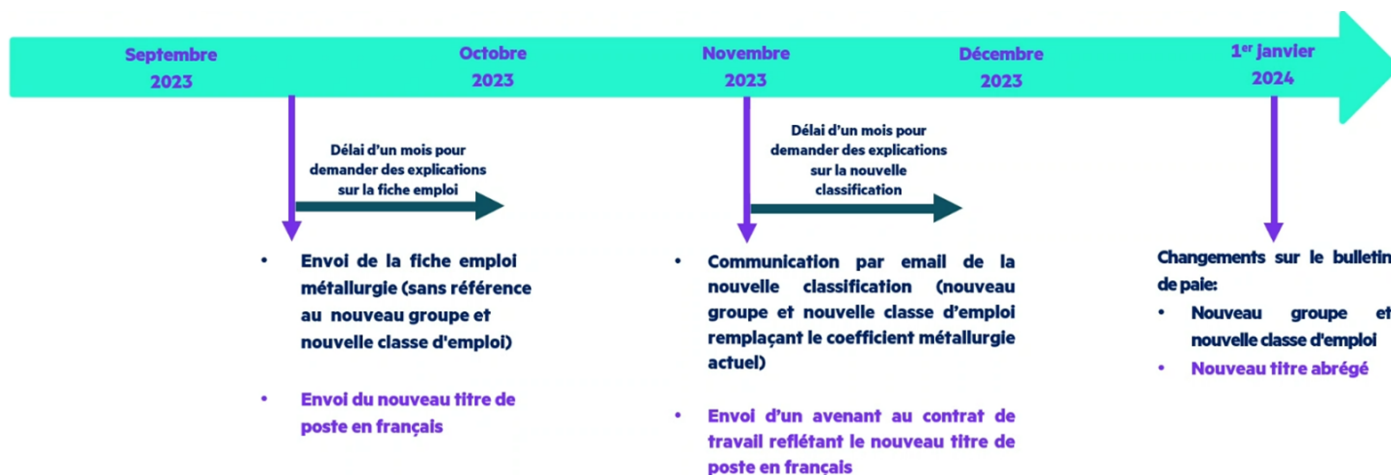 Septembre
2023
Octobre
2023
Novembre
2023
Décembre
2023
1er janvier
2024
Délai d'un mois pour
demander des explications
sur la fiche emploi
Délai d'un mois pour
demander des explications
sur la nouvelle
classification
• Envoi de la fiche emploi
métallurgie (sans référence
au nouveau groupe et
nouvelle classe d'emploi)
• Envoi du nouveau titre de
poste en français
• Communication par email de la
nouvelle classification (nouveau
groupe et nouvelle classe d'emploi
remplaçant le coefficient métallurgie
actuel)
• Envoi d'un avenant au contrat de
travail reflétant le nouveau titre de
poste en français
Changements sur le bulletin
de paie:
• Nouveau groupe et
nouvelle classe d'emploi
• Nouveau titre abrégé